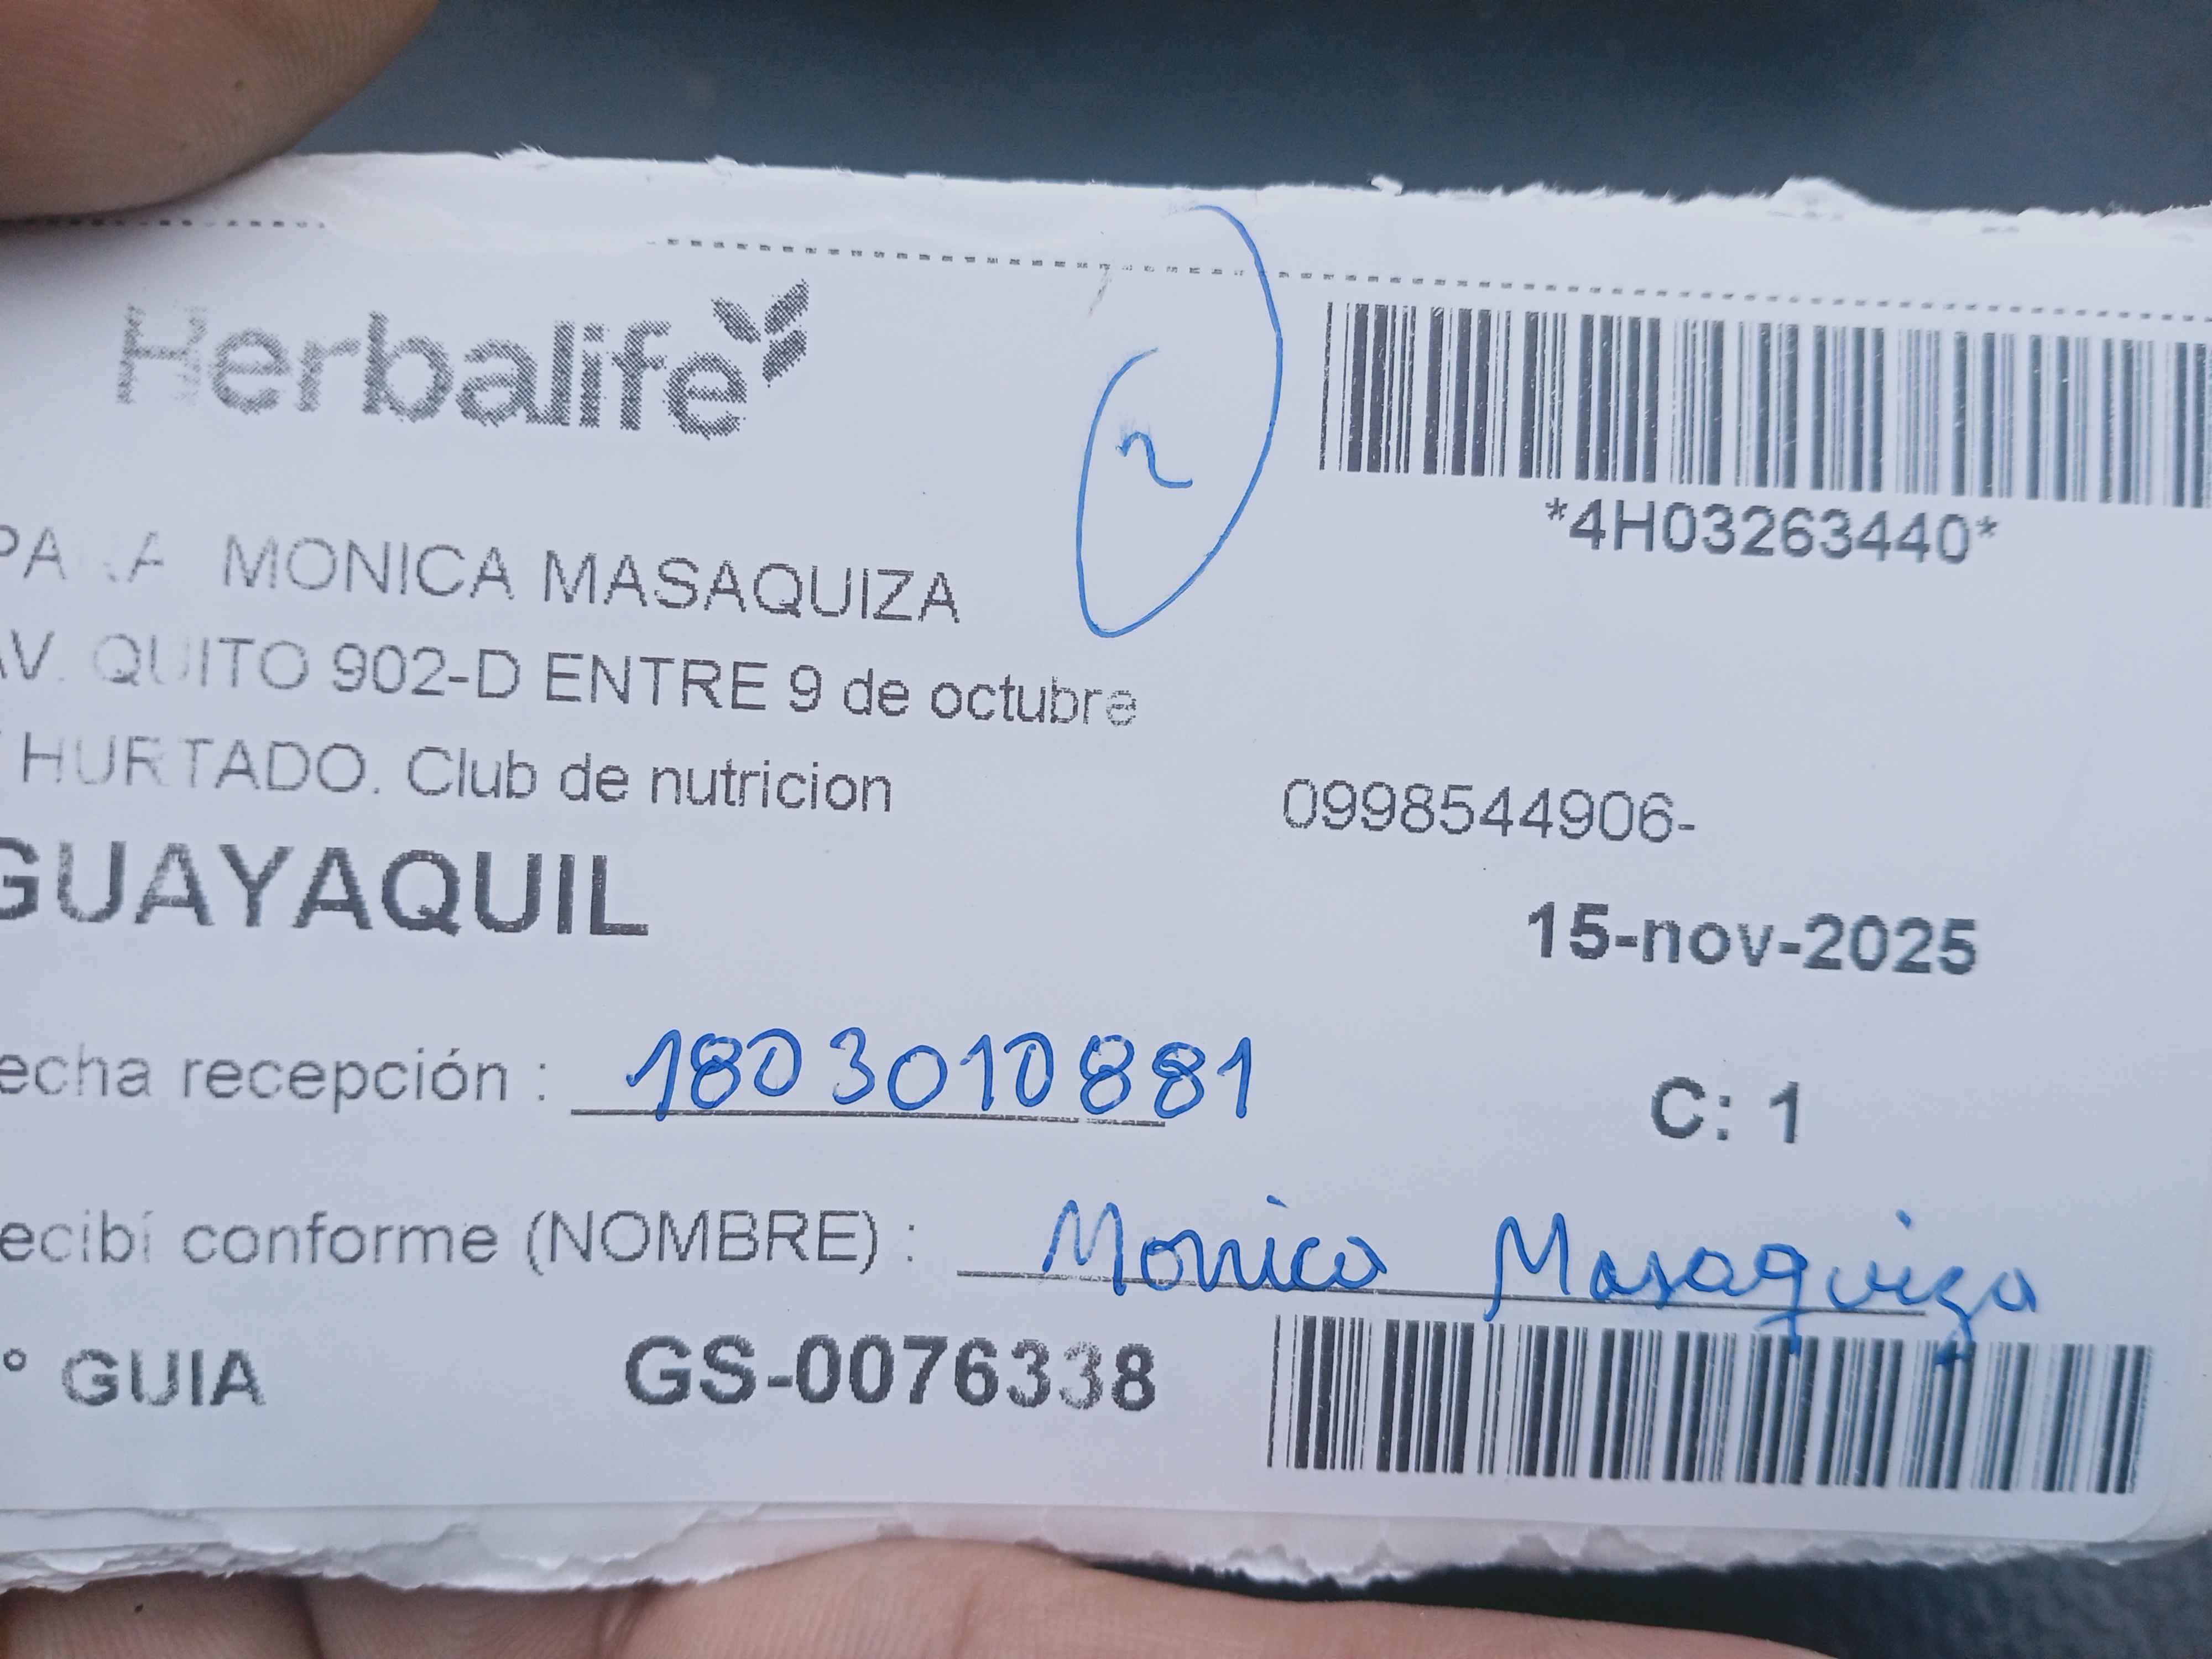 Herbalife
2
*4H03263440*
PARA MONICA MASAQUIZA
AV. QUITO 902-D ENTRE 9 de octubre
Y HURTADO. Club de nutricion
0998544906-
GUAYAQUIL
15-nov-2025
echa recepción : 1803010881
C: 1
ecibí conforme (NOMBRE) : Monica Masaquiza
° GUIA GS-0076338